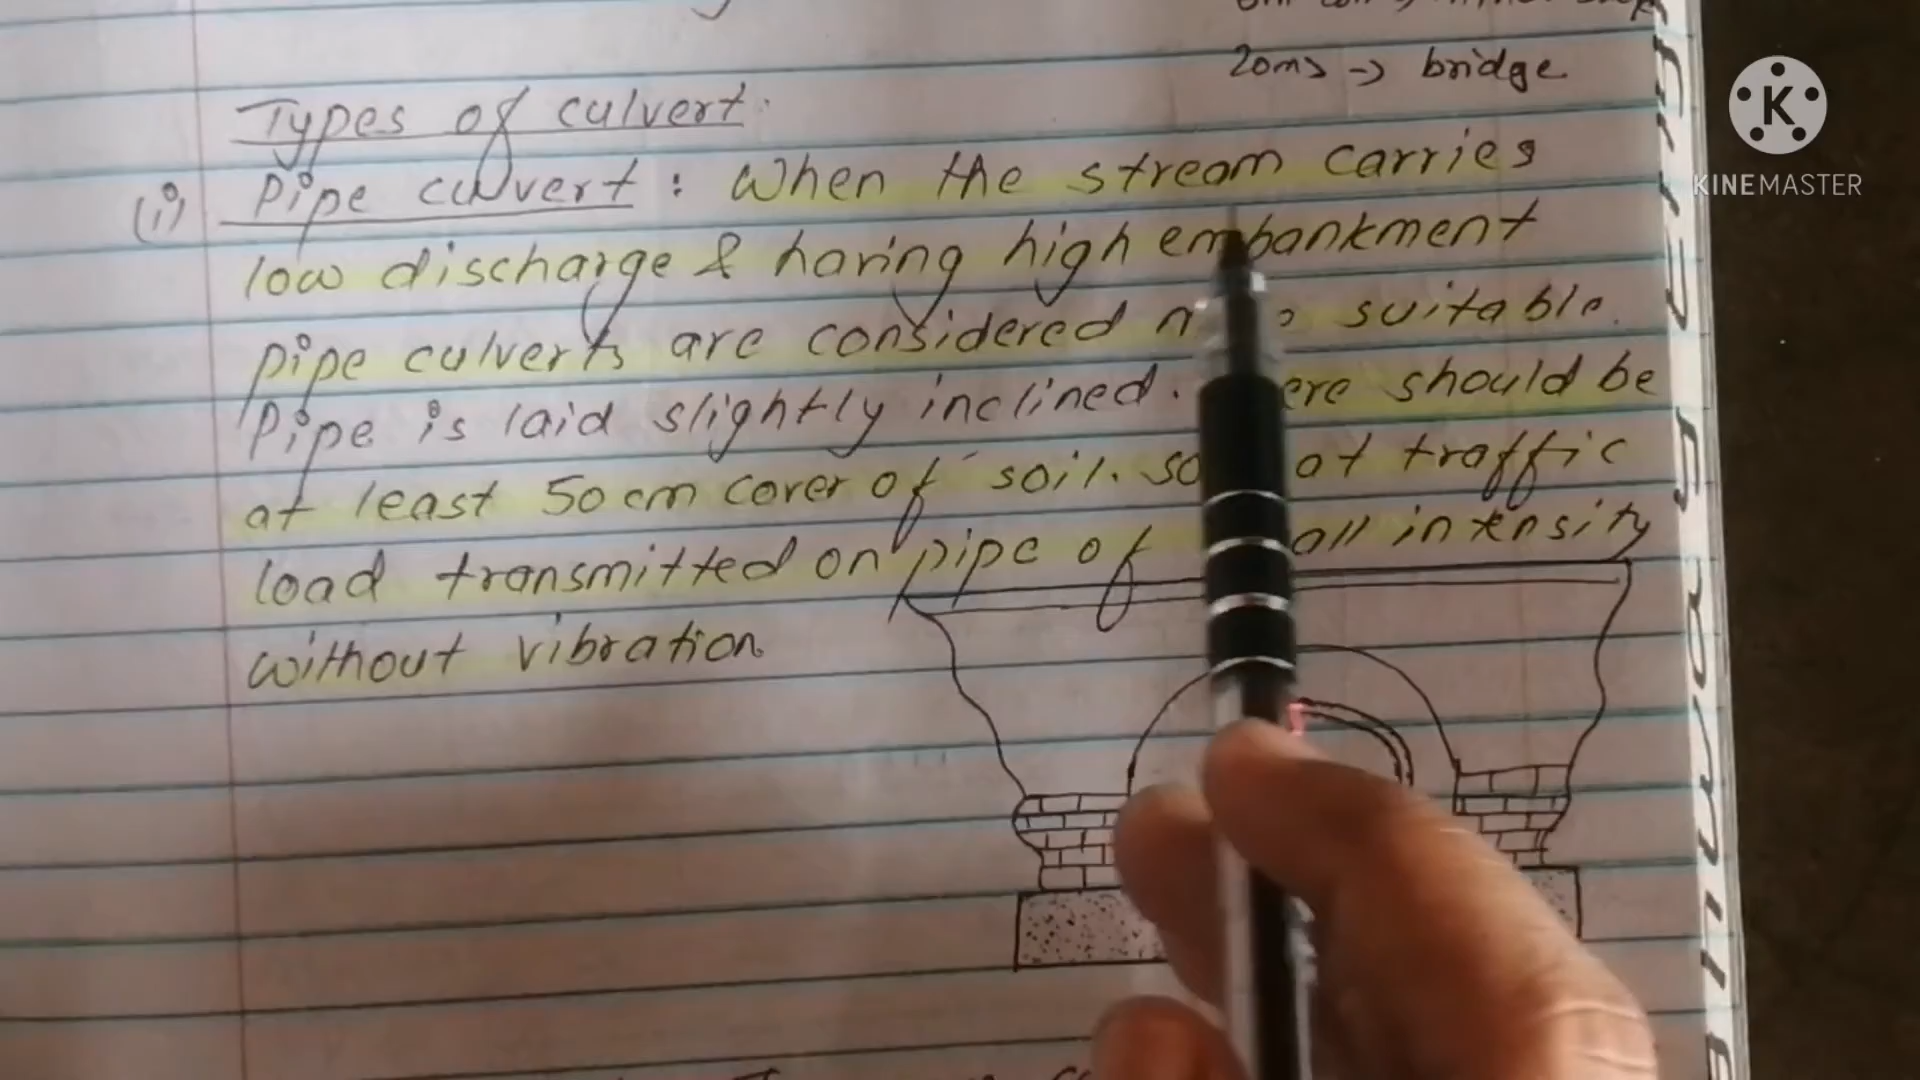 20ms → bridge
Types of culvert.
(i) Pipe culvert : When the stream carries
low discharge & having high embankment
pipe culverts are considered suitable.
Pipe is laid slightly inclined. should be
at least 50 cm cover of soil. traffic
load transmitted on pipe of intensity
without vibration
K
KINEMASTER